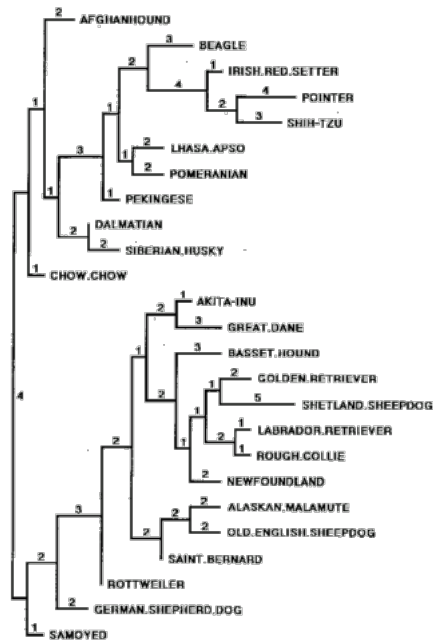 2
AFGHANHOUND
3
BEAGLE
2
1
IRISH.RED.SETTER
4
4
POINTER
1
2
1
3
SHIH-TZU
1
2
LHASA.APSO
3
1
2
POMERANIAN
1
1
PEKINGESE
DALMATIAN
2
2
SIBERIAN.HUSKY
1
CHOW.CHOW
1
AKITA-INU
2
3
GREAT.DANE
1
3
BASSET.HOUND
2
GOLDEN.RETRIEVER
2
1
5
SHETLAND.SHEEPDOG
4
1
1
LABRADOR.RETRIEVER
2
2
1
1
ROUGH.COLLIE
2
NEWFOUNDLAND
2
ALASKAN.MALAMUTE
3
2
2
2
OLD.ENGLISH.SHEEPDOG
2
SAINT.BERNARD
ROTTWEILER
2
GERMAN.SHEPHERD.DOG
1
SAMOYED